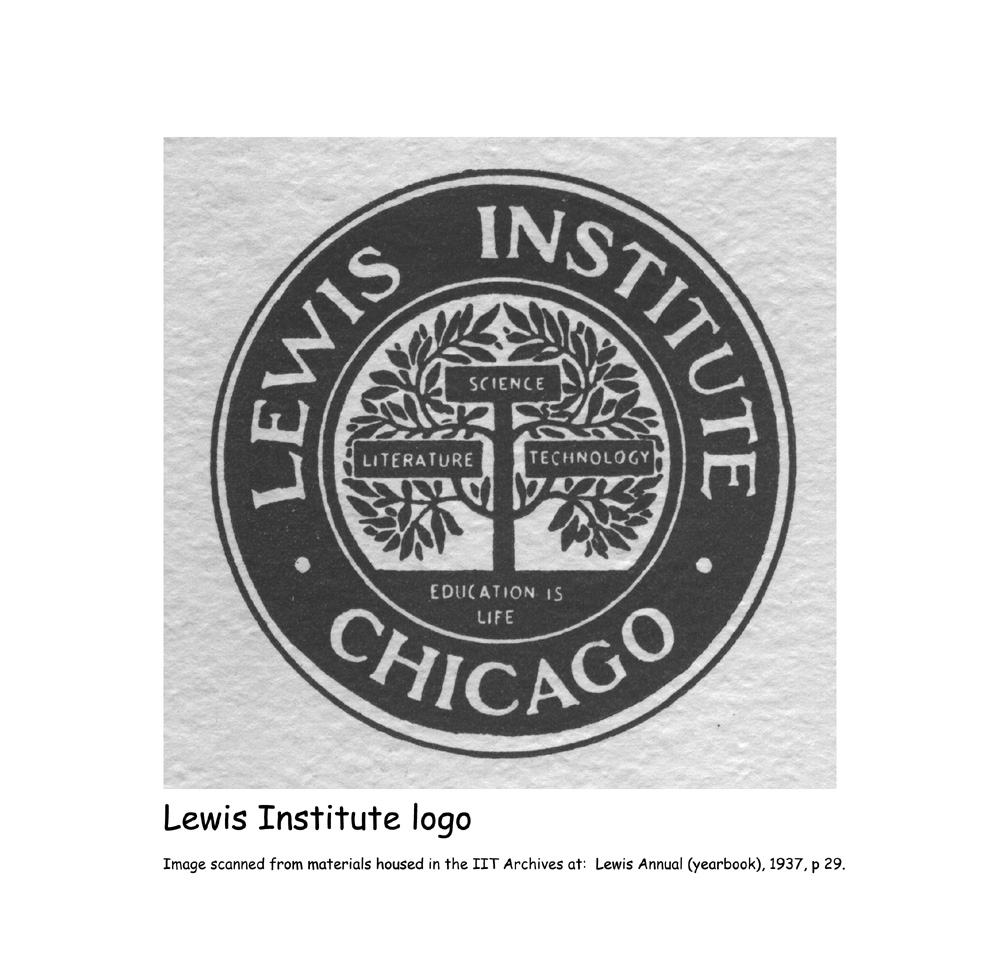 LEWIS INSTITUTE
SCIENCE
LITERATURE TECHNOLOGY
EDUCATION IS
LIFE
CHICAGO
Lewis Institute logo
Image scanned from materials housed in the IIT Archives at:  Lewis Annual (yearbook), 1937, p 29.